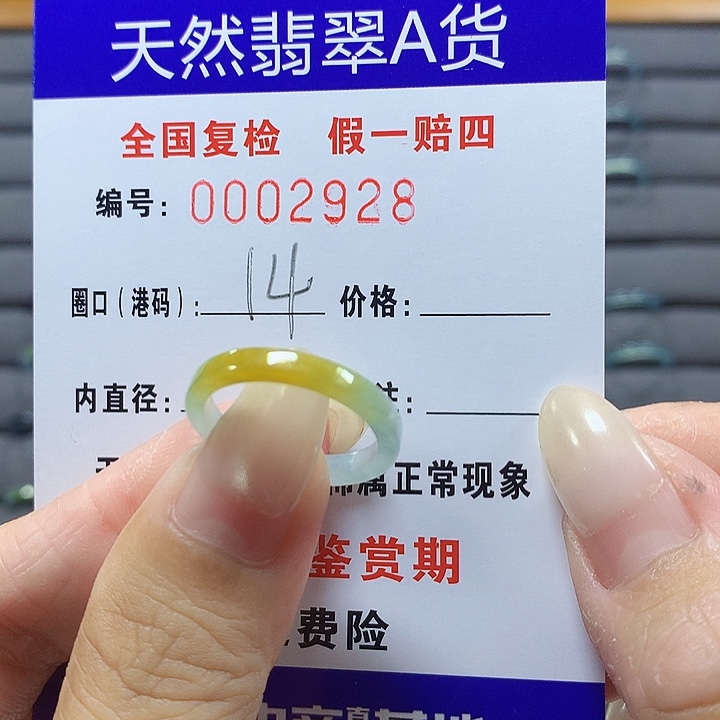 天然翡翠A货
全国复检 假一赔四
编号: 0002928
圈口(港码): 14 价格:
内直径:
属正常现象
鉴赏期
费险